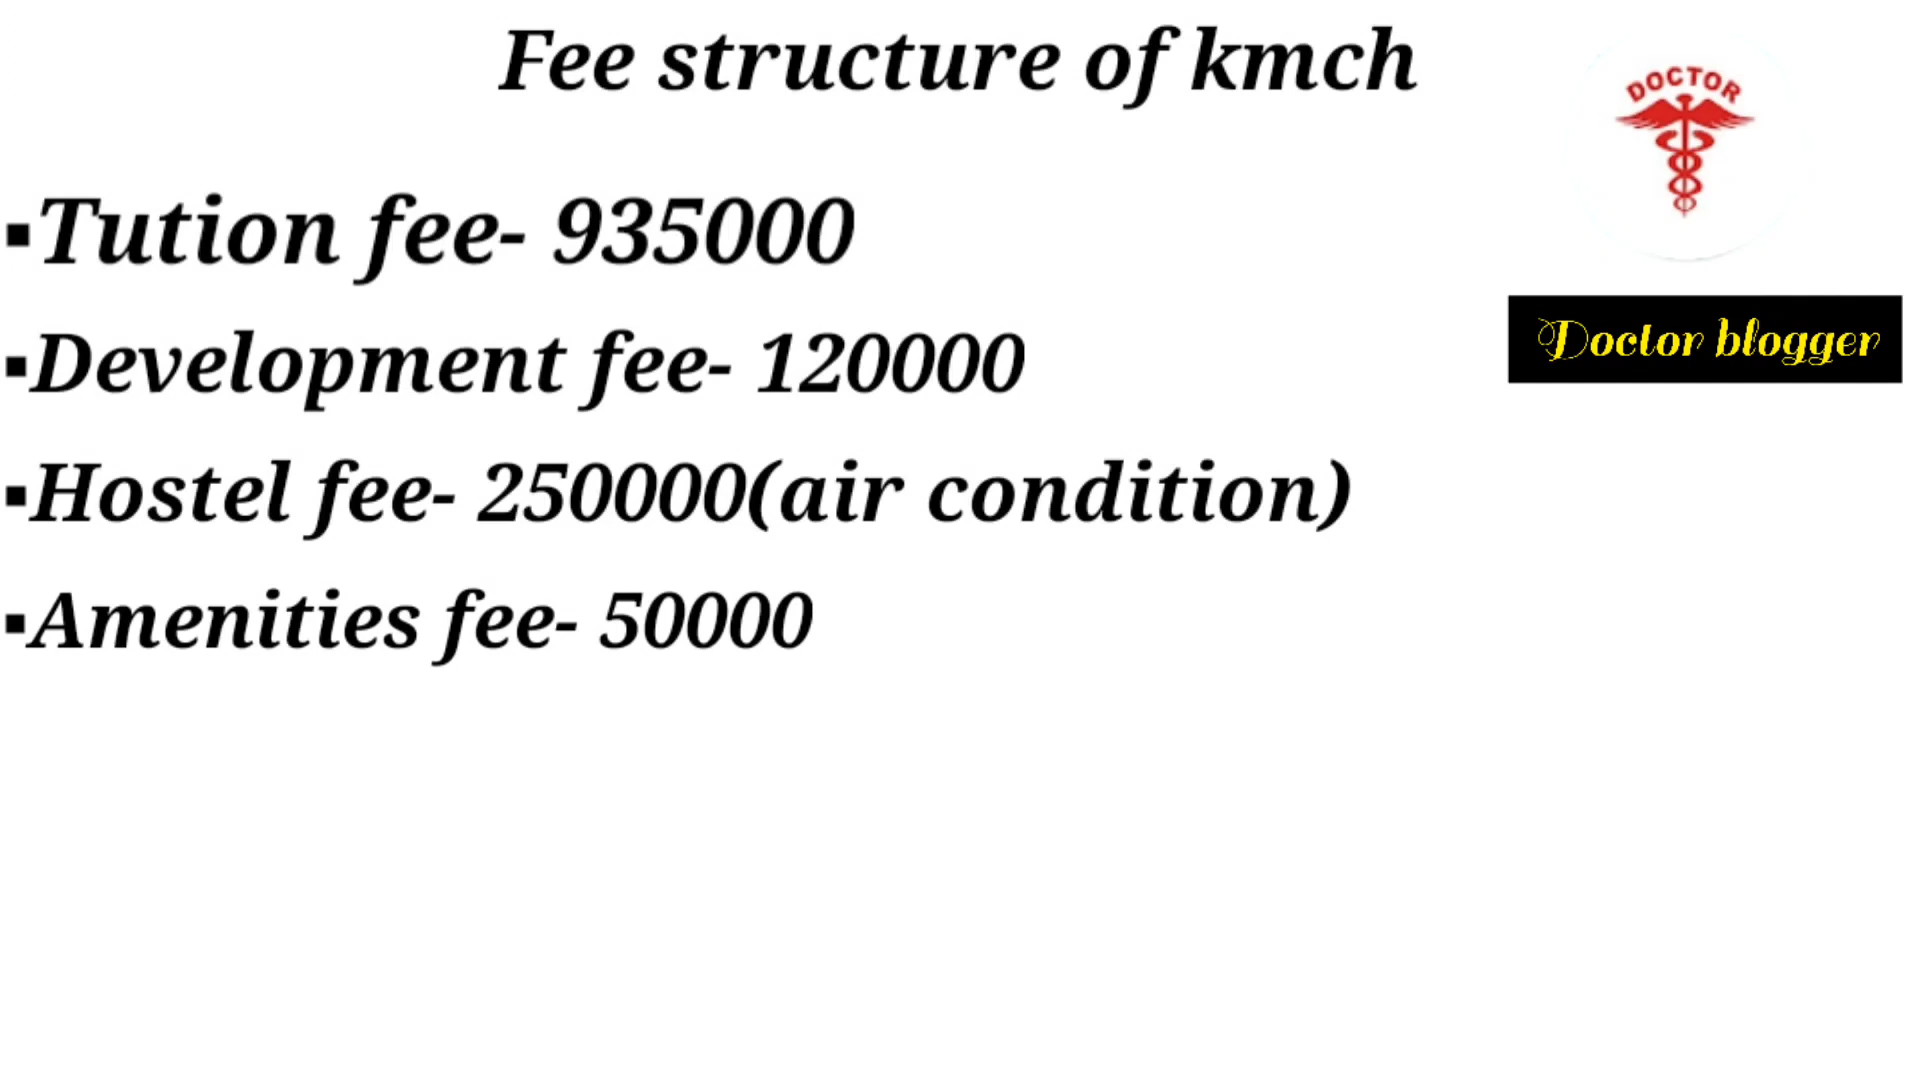 Fee structure of kmch
DOCTOR
▪Tution fee- 935000
Doctor blogger
▪Development fee- 120000
▪Hostel fee- 250000(air condition)
▪Amenities fee- 50000